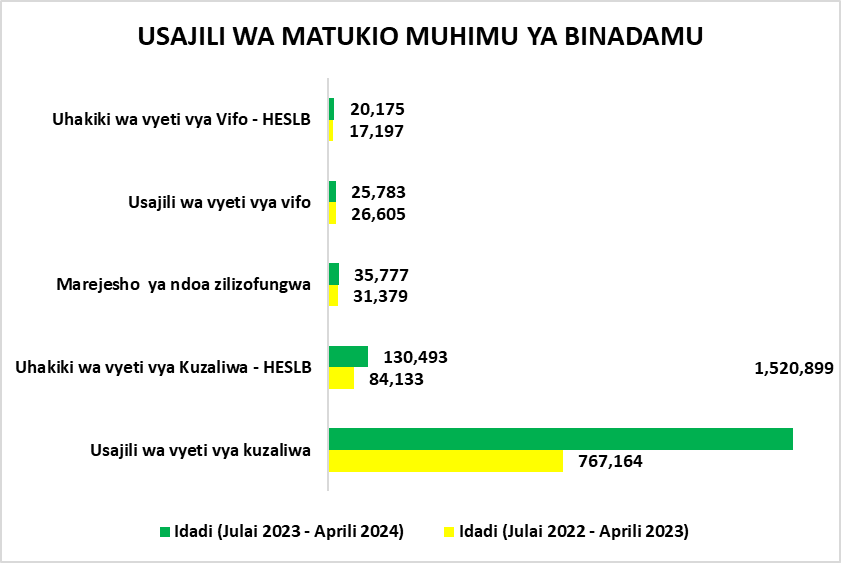 USAJILI WA MATUKIO MUHIMU YA BINADAMU
Uhakiki wa vyeti vya Vifo - HESLB
20,175
17,197
Usajili wa vyeti vya vifo
25,783
26,605
Marejesho  ya ndoa zilizofungwa
35,777
31,379
Uhakiki wa vyeti vya Kuzaliwa - HESLB
130,493
84,133
1,520,899
Usajili wa vyeti vya kuzaliwa
767,164
Idadi (Julai 2023 - Aprili 2024)
Idadi (Julai 2022 - Aprili 2023)